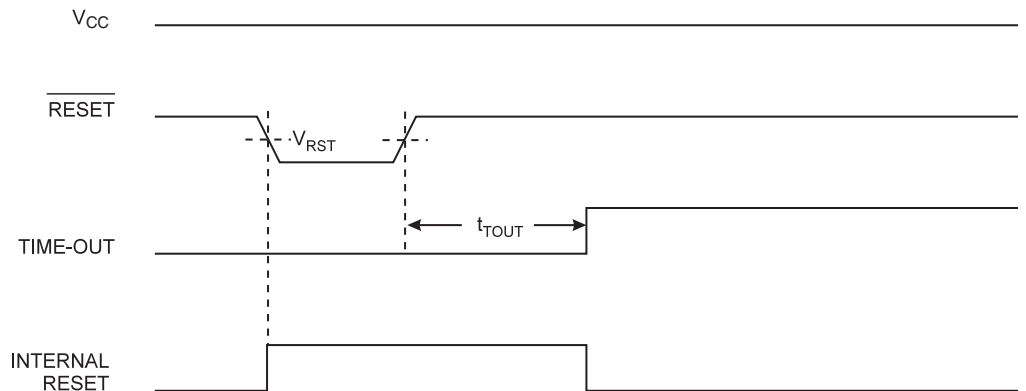 VCC
RESET
VRST
tTOUT
TIME-OUT
INTERNAL
RESET